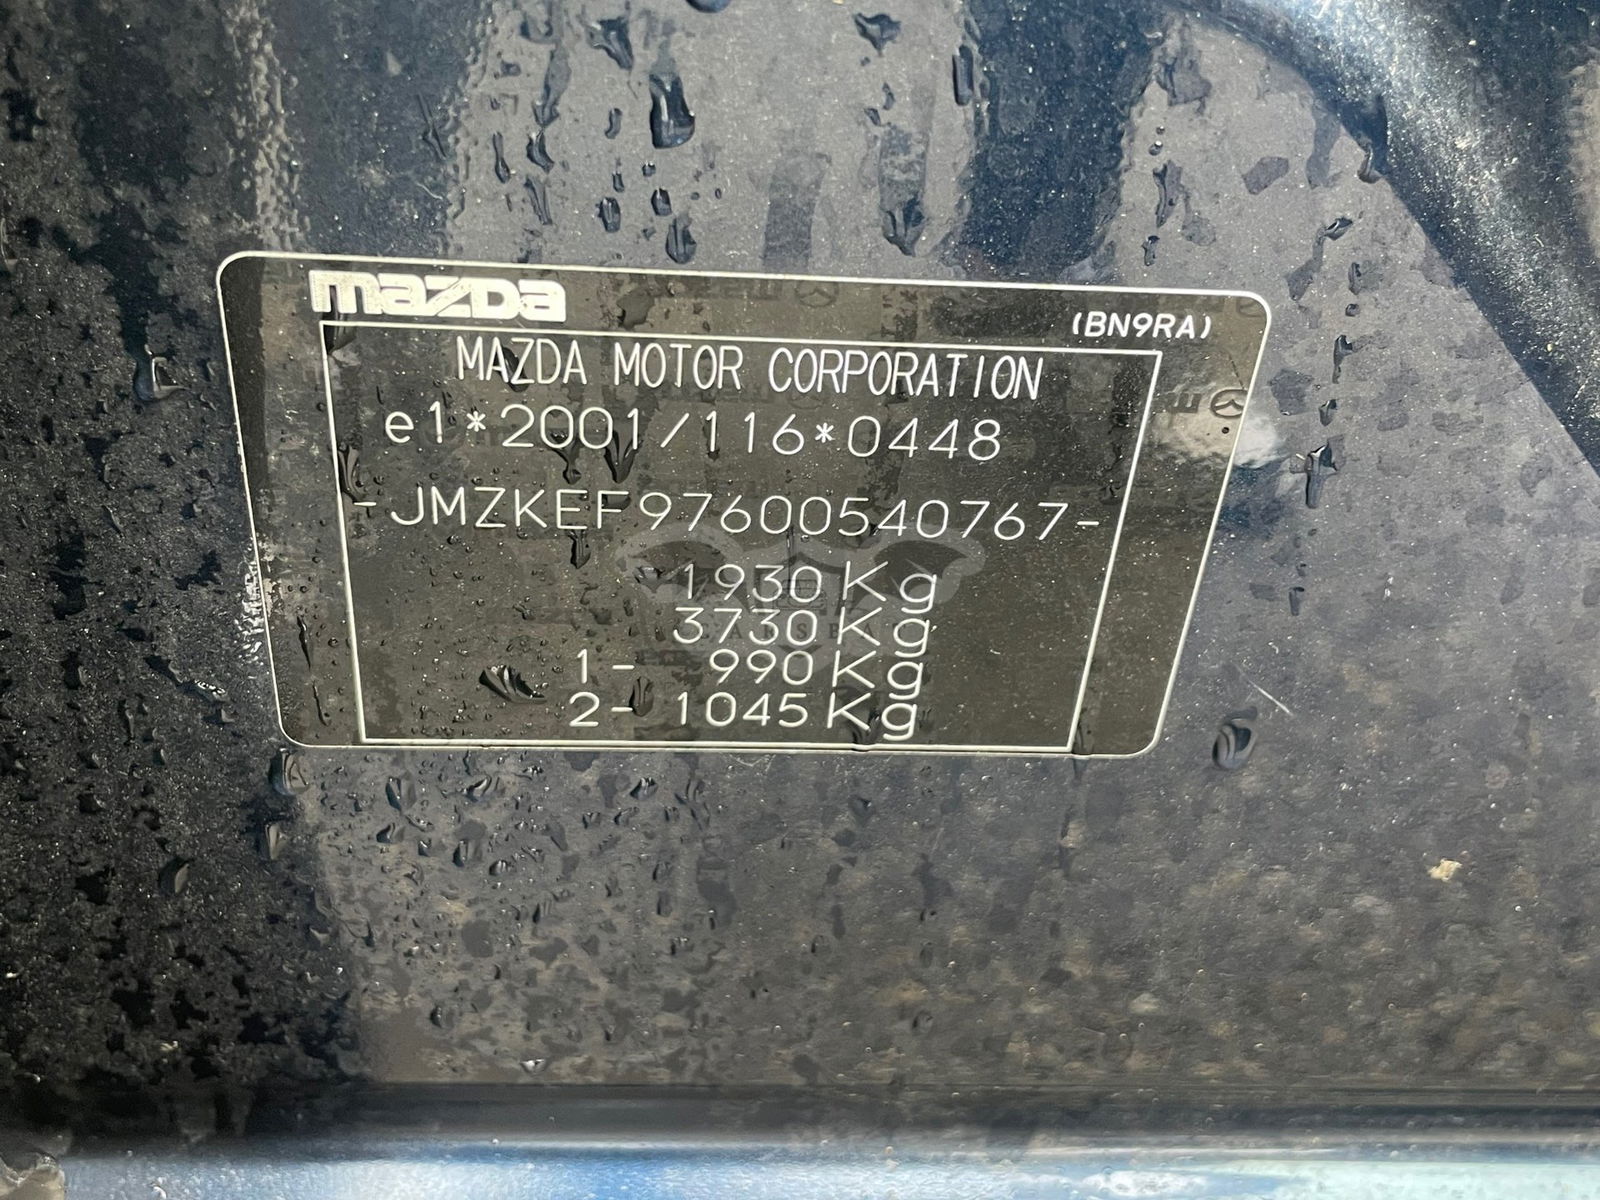 mazda
(BN9RA)
MAZDA MOTOR CORPORATION
e1*2001/116*0448
-JMZKEF97600540767-
1930 Kg
3730 Kg
1- 990 Kg
2- 1045 Kg